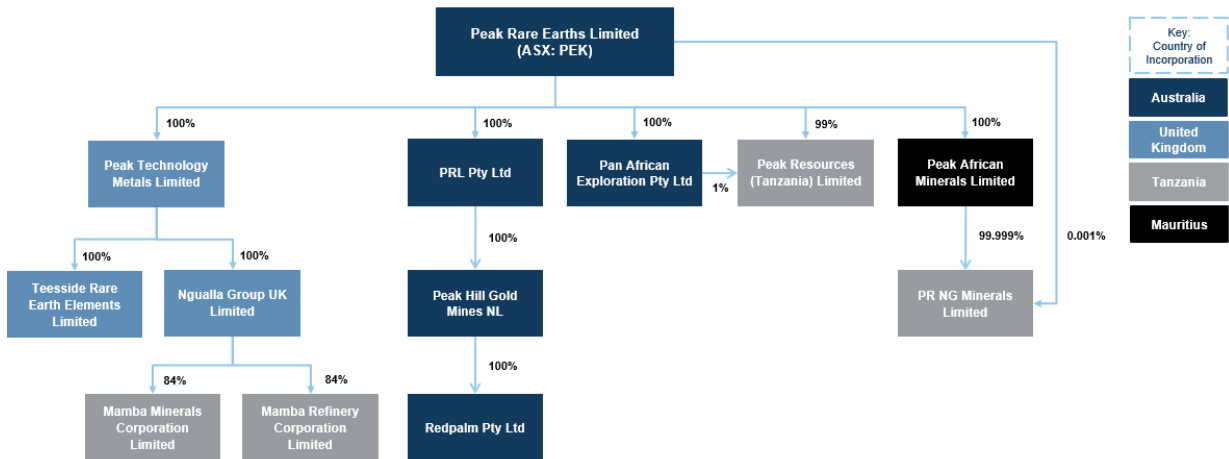 Peak Rare Earths Limited
(ASX: PEK)
Key:
Country of
Incorporation
Australia
United
Kingdom
Tanzania
Mauritius
100%
100%
100%
99%
100%
Peak Technology
Metals Limited
PRL Pty Ltd
Pan African
Exploration Pty Ltd
1%
Peak Resources
(Tanzania) Limited
Peak African
Minerals Limited
100%
100%
100%
99.999%
0.001%
Teesside Rare
Earth Elements
Limited
Ngualla Group UK
Limited
Peak Hill Gold
Mines NL
PR NG Minerals
Limited
84%
84%
100%
Mamba Minerals
Corporation
Limited
Mamba Refinery
Corporation
Limited
Redpalm Pty Ltd